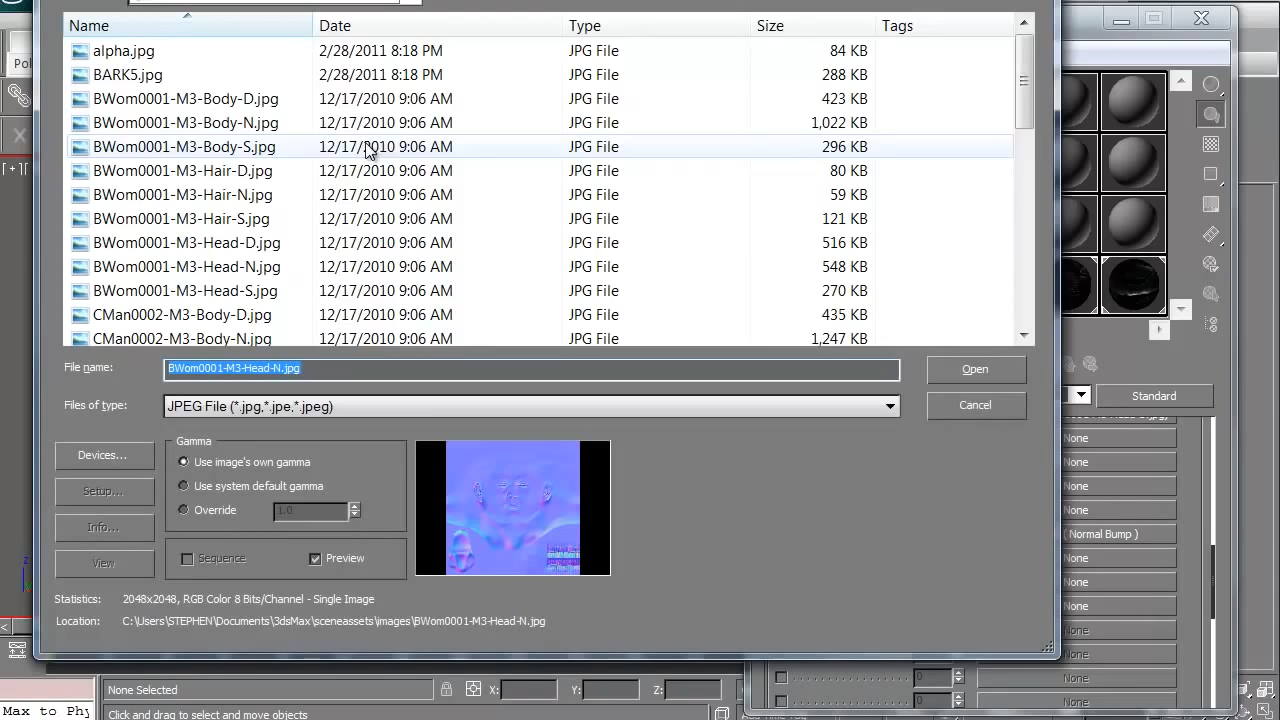 Name Date Type Size Tags
alpha.jpg 2/28/2011 8:18 PM JPG File 84 KB
BARK5.jpg 2/28/2011 8:18 PM JPG File 288 KB
BWom0001-M3-Body-D.jpg 12/17/2010 9:06 AM JPG File 423 KB
BWom0001-M3-Body-N.jpg 12/17/2010 9:06 AM JPG File 1,022 KB
BWom0001-M3-Body-S.jpg 12/17/2010 9:06 AM JPG File 296 KB
BWom0001-M3-Hair-D.jpg 12/17/2010 9:06 AM JPG File 80 KB
BWom0001-M3-Hair-N.jpg 12/17/2010 9:06 AM JPG File 59 KB
BWom0001-M3-Hair-S.jpg 12/17/2010 9:06 AM JPG File 121 KB
BWom0001-M3-Head-D.jpg 12/17/2010 9:06 AM JPG File 516 KB
BWom0001-M3-Head-N.jpg 12/17/2010 9:06 AM JPG File 548 KB
BWom0001-M3-Head-S.jpg 12/17/2010 9:06 AM JPG File 270 KB
CMan0002-M3-Body-D.jpg 12/17/2010 9:06 AM JPG File 435 KB
CMan0002-M3-Body-N.jpg 12/17/2010 9:06 AM JPG File 1,247 KB
File name: BWom0001-M3-Head-N.jpg Open
Files of type: JPEG File (*.jpg,*.jpe,*.jpeg) Cancel
Devices...
Setup...
Info...
View
Gamma
Use image's own gamma
Use system default gamma
Override 1.0
Sequence Preview
Statistics: 2048x2048, RGB Color 8 Bits/Channel - Single Image
Location: C:\Users\STEPHEN\Documents\3dsMax\sceneassets\images\BWom0001-M3-Head-N.jpg
Pol
[ + ]
Standard
None
None
None
None
( Normal Bump )
None
None
None
None
None
0 None
0 None
None Selected X: Y: Z:
Max to Phy
Click and drag to select and move objects